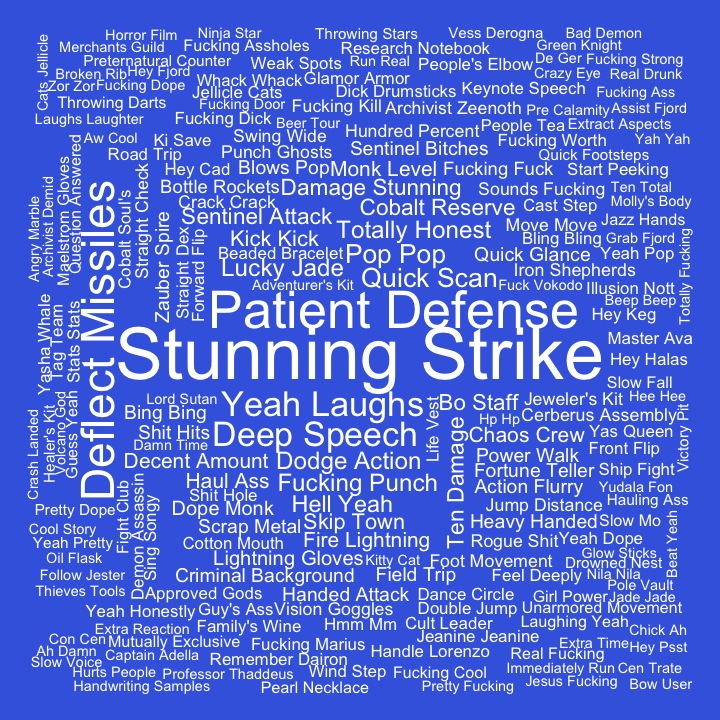 Horror Film
Ninja Star
Throwing Stars
Vess Derogna
Bad Demon
Cats Jellicle
Merchants Guild
Fucking Assholes
Research Notebook
Green Knight
Preternatural Counter
Weak Spots
Run Real
People's Elbow
De Ger
Fucking Strong
Broken Rib
Hey Fjord
Whack Whack
Glamor Armor
Crazy Eye
Real Drunk
Zor Zor
Fucking Dope
Jellicle Cats
Dick Drumsticks
Keynote Speech
Fucking Ass
Throwing Darts
Fucking Door
Fucking Kill
Archivist Zeenoth
Pre Calamity
Assist Fjord
Laughs Laughter
Fucking Dick
Beer Tour
Hundred Percent
People Tea
Extract Aspects
Aw Cool
Ki Save
Swing Wide
Sentinel Bitches
Fucking Worth
Yah Yah
Road Trip
Punch Ghosts
Quick Footsteps
Hey Cad
Blows Pop
Monk Level
Fucking Fuck
Start Peeking
Bottle Rockets
Damage Stunning
Sounds Fucking
Ten Total
Crack Crack
Cobalt Reserve
Cast Step
Molly's Body
Sentinel Attack
Totally Honest
Move Move
Jazz Hands
Kick Kick
Bling Bling
Grab Fjord
Beaded Bracelet
Pop Pop
Quick Glance
Yeah Pop
Lucky Jade
Quick Scan
Iron Shepherds
Adventurer's Kit
Fuck Vokodo
Illusion Nott
Angry Marble
Archivist Demid
Maelstrom Gloves
Question Answered
Deflect Missiles
Cobalt Soul's
Straight Check
Zauber Spire
Straight Dex
Forward Flip
Totally Fucking
Beep Beep
Patient Defense
Hey Keg
Stunning Strike
Master Ava
Hey Halas
Yasha Whale
Tag Team
Stats Stats
Slow Fall
Lord Sutan
Yeah Laughs
Life Vest
Bo Staff
Jeweler's Kit
Hee Hee
Bing Bing
Hp Hp
Cerberus Assembly
Victory Pit
Shit Hits
Deep Speech
Chaos Crew
Yas Queen
Damn Time
Front Flip
Crash Landed
Healer's Kit
Volcano God
Guess Yeah
Decent Amount
Dodge Action
Ten Damage
Power Walk
Fortune Teller
Ship Fight
Haul Ass
Fucking Punch
Action Flurry
Yudala Fon
Shit Hole
Hauling Ass
Pretty Dope
Fight Club
Demon Assassin
Sing Songy
Dope Monk
Hell Yeah
Jump Distance
Cool Story
Scrap Metal
Skip Town
Heavy Handed
Slow Mo
Beat Yeah
Yeah Pretty
Cotton Mouth
Fire Lightning
Rogue Shit
Yeah Dope
Oil Flask
Lightning Gloves
Kitty Cat
Foot Movement
Glow Sticks
Drowned Nest
Follow Jester
Criminal Background
Field Trip
Feel Deeply
Nila Nila
Thieves Tools
Approved Gods
Handed Attack
Dance Circle
Girl Power
Pole Vault
Jade Jade
Yeah Honestly
Guy's Ass
Vision Goggles
Double Jump
Unarmored Movement
Extra Reaction
Family's Wine
Hmm Mm
Cult Leader
Laughing Yeah
Chick Ah
Con Cen
Mutually Exclusive
Fucking Marius
Jeanine Jeanine
Extra Time
Hey Psst
Ah Damn
Captain Adella
Handle Lorenzo
Real Fucking
Slow Voice
Remember Dairon
Immediately Run
Cen Trate
Hurts People
Professor Thaddeus
Wind Step
Fucking Cool
Jesus Fucking
Bow User
Handwriting Samples
Pearl Necklace
Pretty Fucking